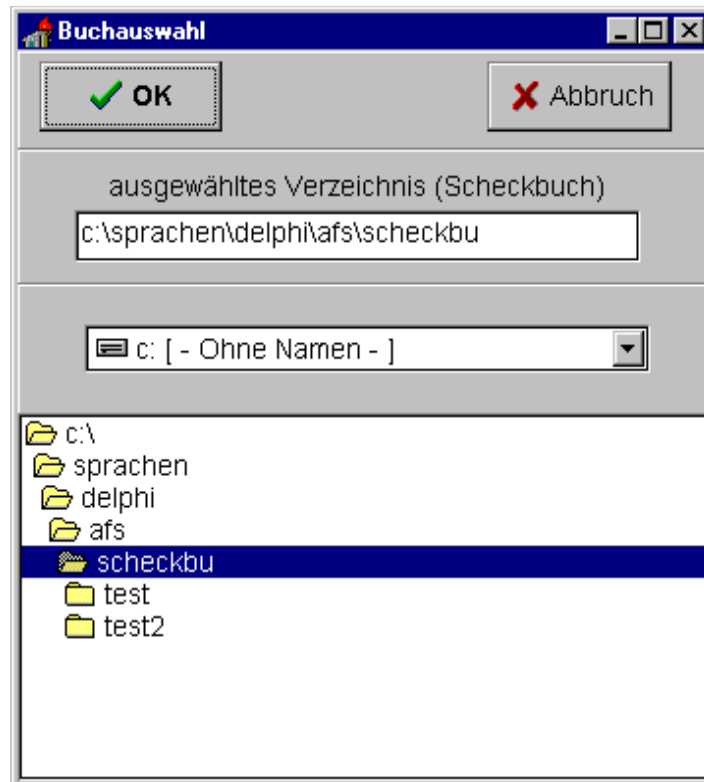 Buchauswahl
OK
Abbruch
ausgewähltes Verzeichnis (Scheckbuch)
c:\sprachen\delphi\afs\scheckbu
c: [ - Ohne Namen - ]
c:\
sprachen
delphi
afs
scheckbu
test
test2